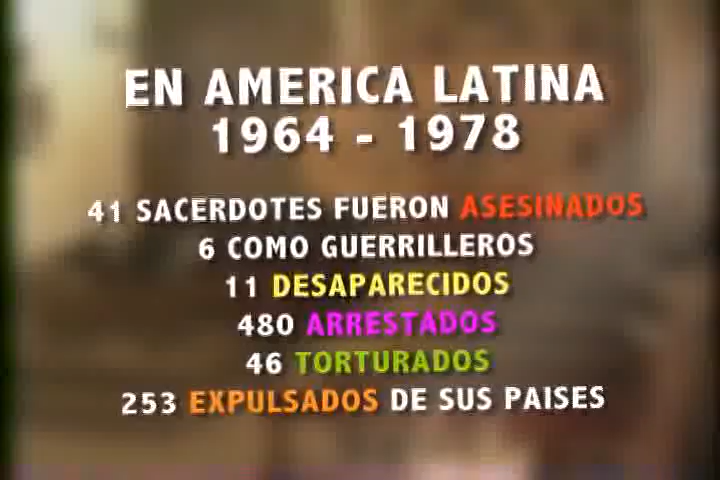 EN AMERICA LATINA
1964 - 1978
41 SACERDOTES FUERON ASESINADOS
6 COMO GUERRILLEROS
11 DESAPARECIDOS
480 ARRESTADOS
46 TORTURADOS
253 EXPULSADOS DE SUS PAISES